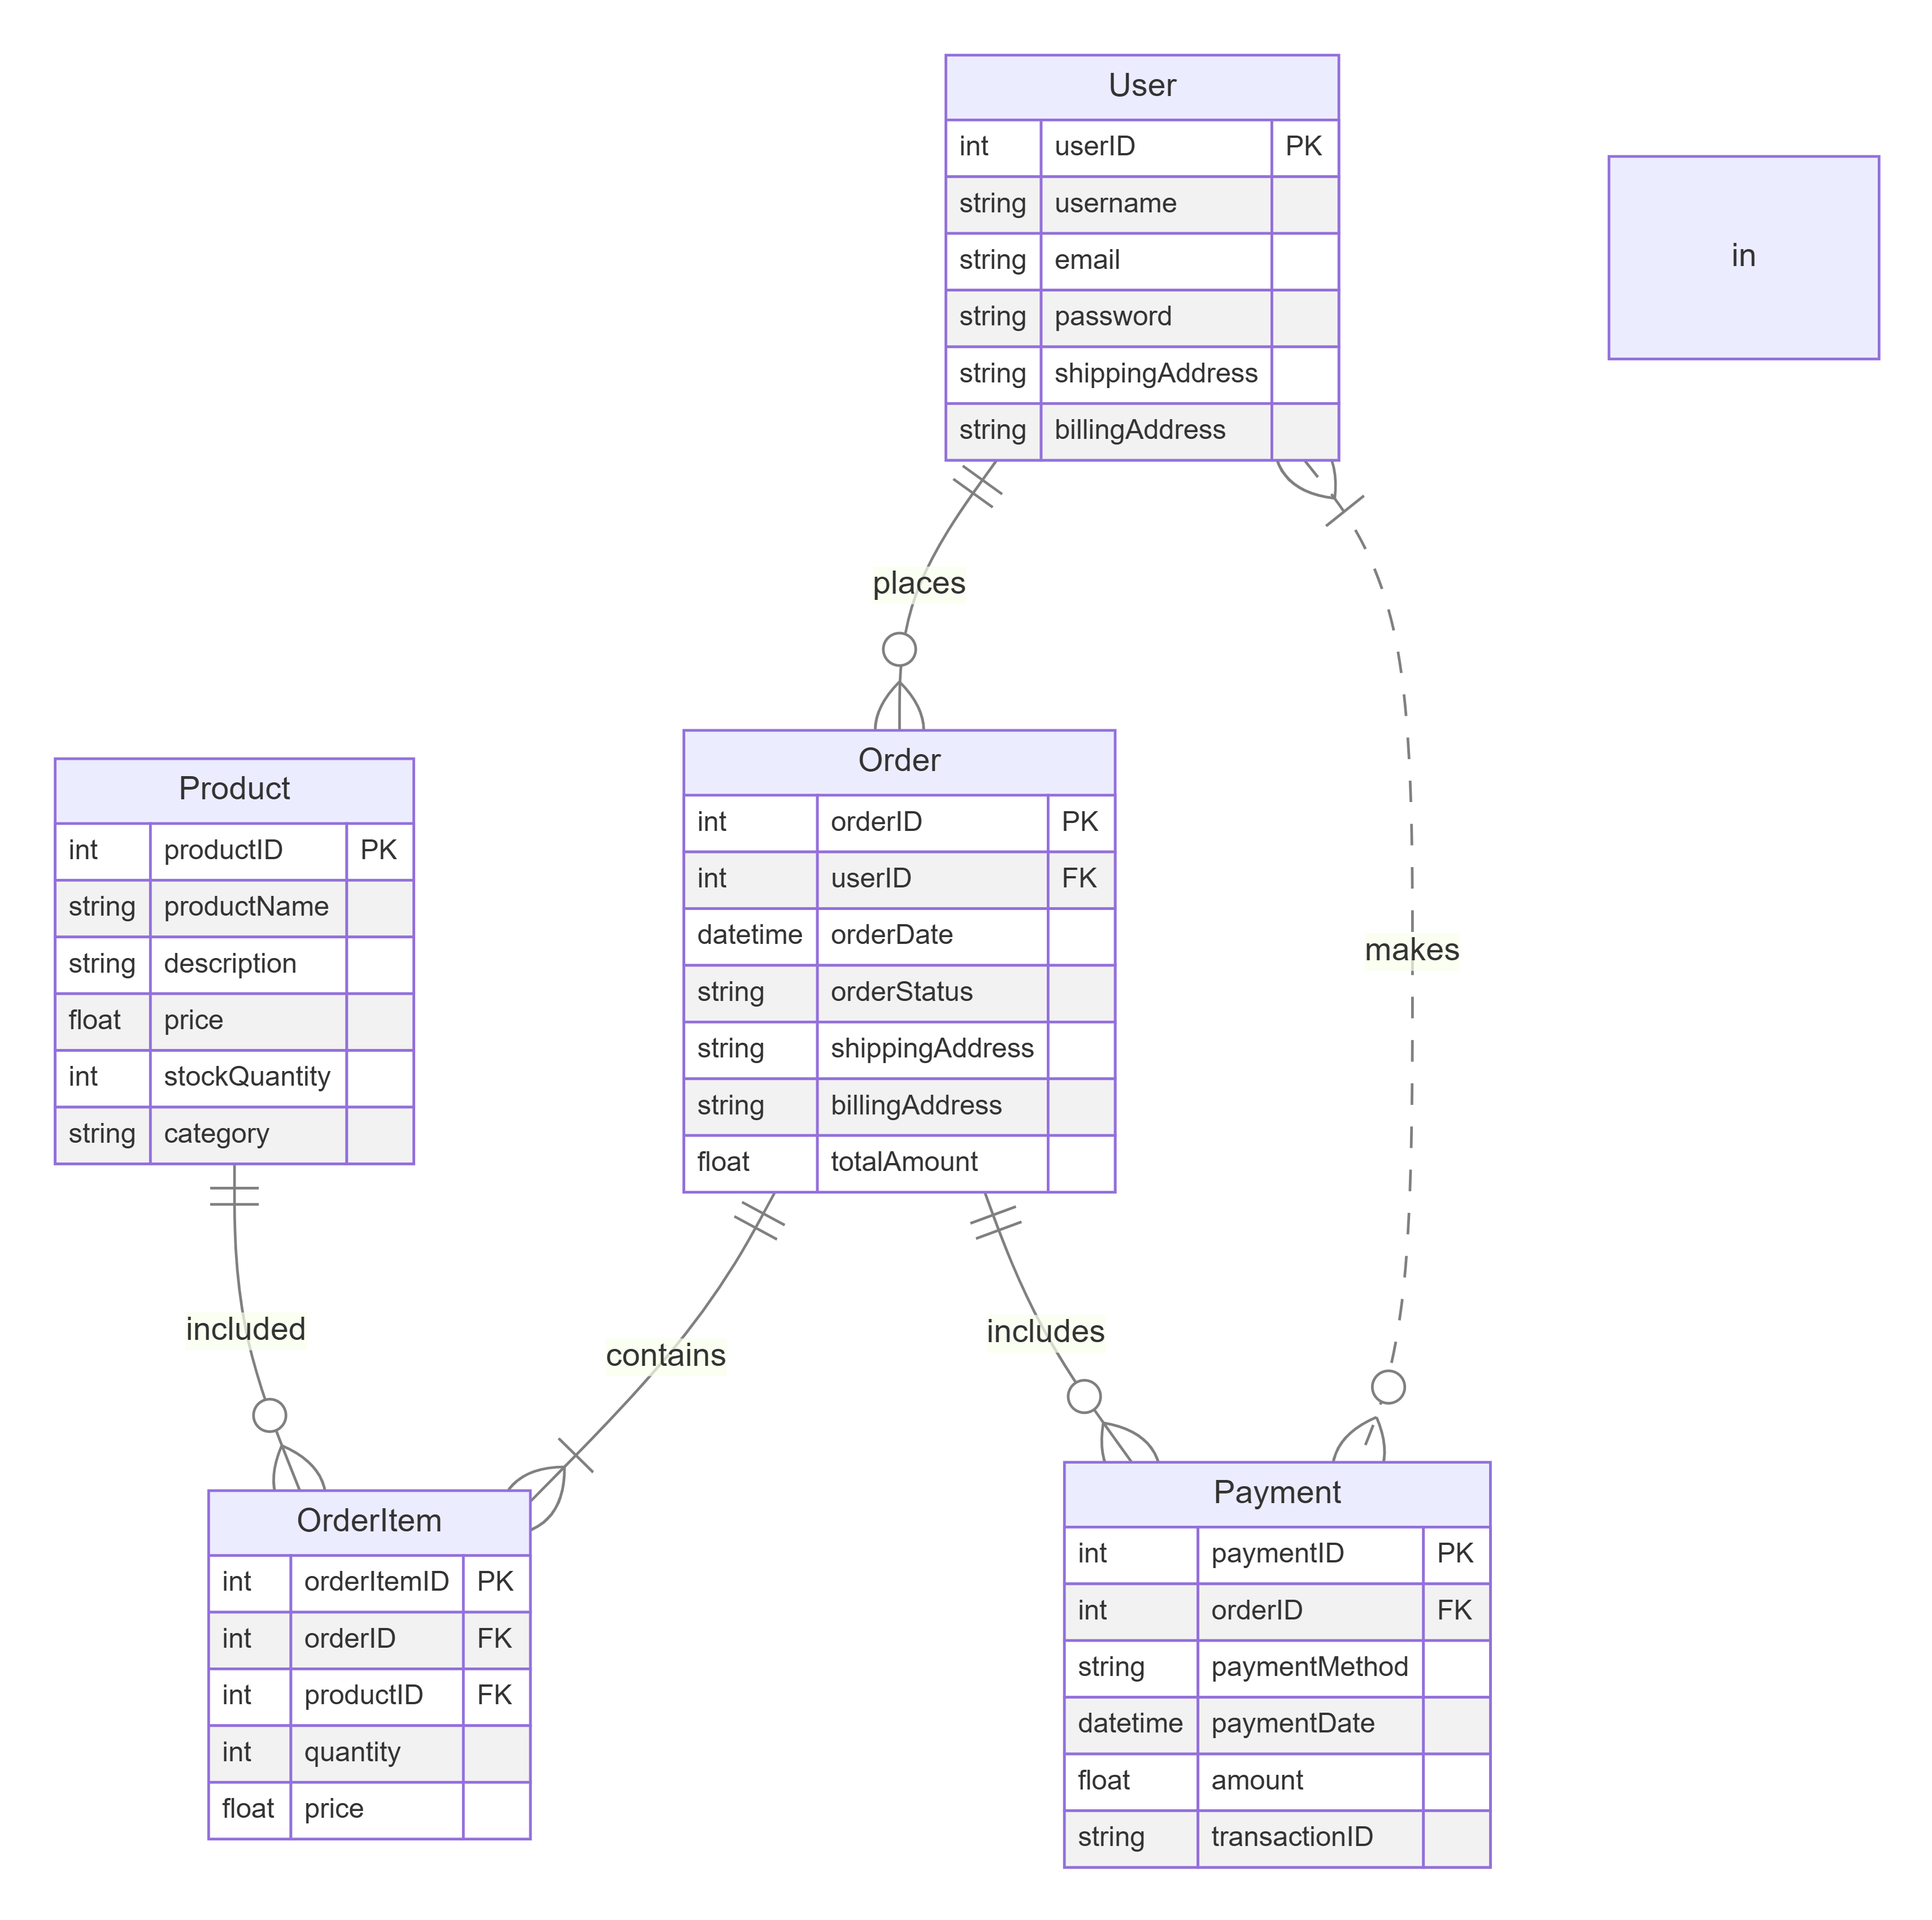 User
int userID PK
string username
string email
string password
string shippingAddress
string billingAddress
in
places
Product
int productID PK
string productName
string description
float price
int stockQuantity
string category
Order
int orderID PK
int userID FK
datetime orderDate
string orderStatus
string shippingAddress
string billingAddress
float totalAmount
makes
included
contains
includes
OrderItem
int orderItemID PK
int orderID FK
int productID FK
int quantity
float price
Payment
int paymentID PK
int orderID FK
string paymentMethod
datetime paymentDate
float amount
string transactionID